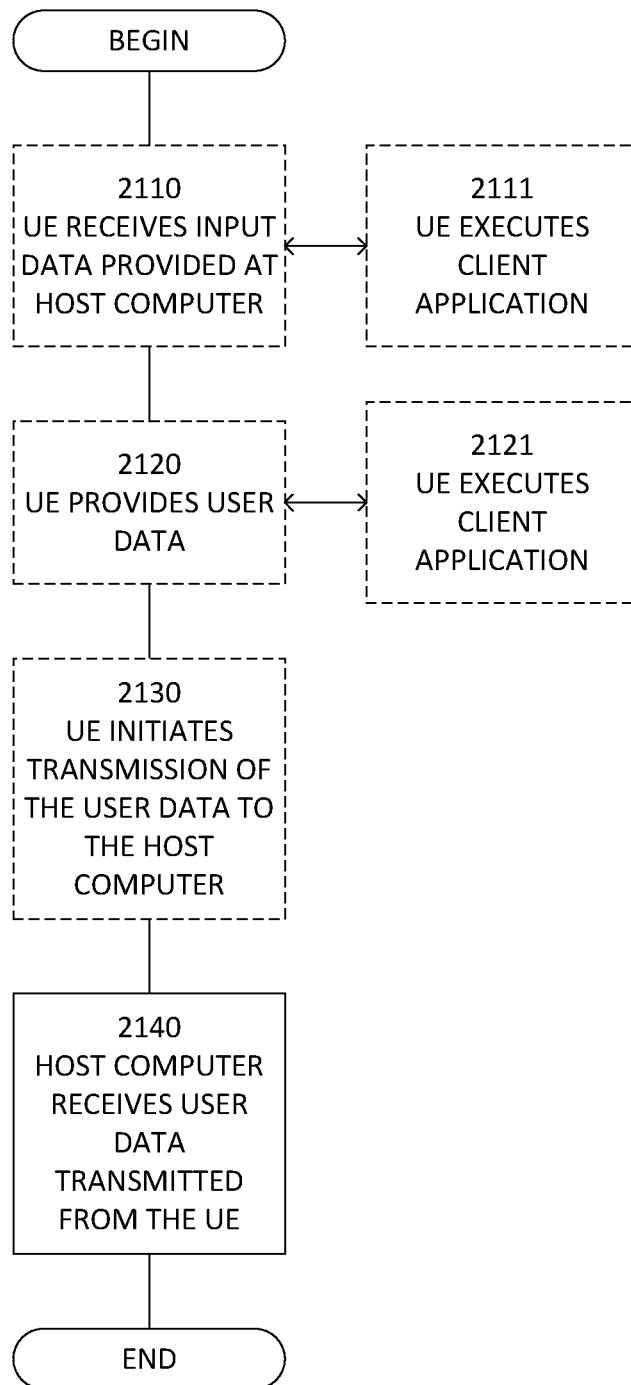 BEGIN
2110
UE RECEIVES INPUT
DATA PROVIDED AT
HOST COMPUTER
2111
UE EXECUTES
CLIENT
APPLICATION
2120
UE PROVIDES USER
DATA
2121
UE EXECUTES
CLIENT
APPLICATION
2130
UE INITIATES
TRANSMISSION OF
THE USER DATA TO
THE HOST
COMPUTER
2140
HOST COMPUTER
RECEIVES USER
DATA
TRANSMITTED
FROM THE UE
END